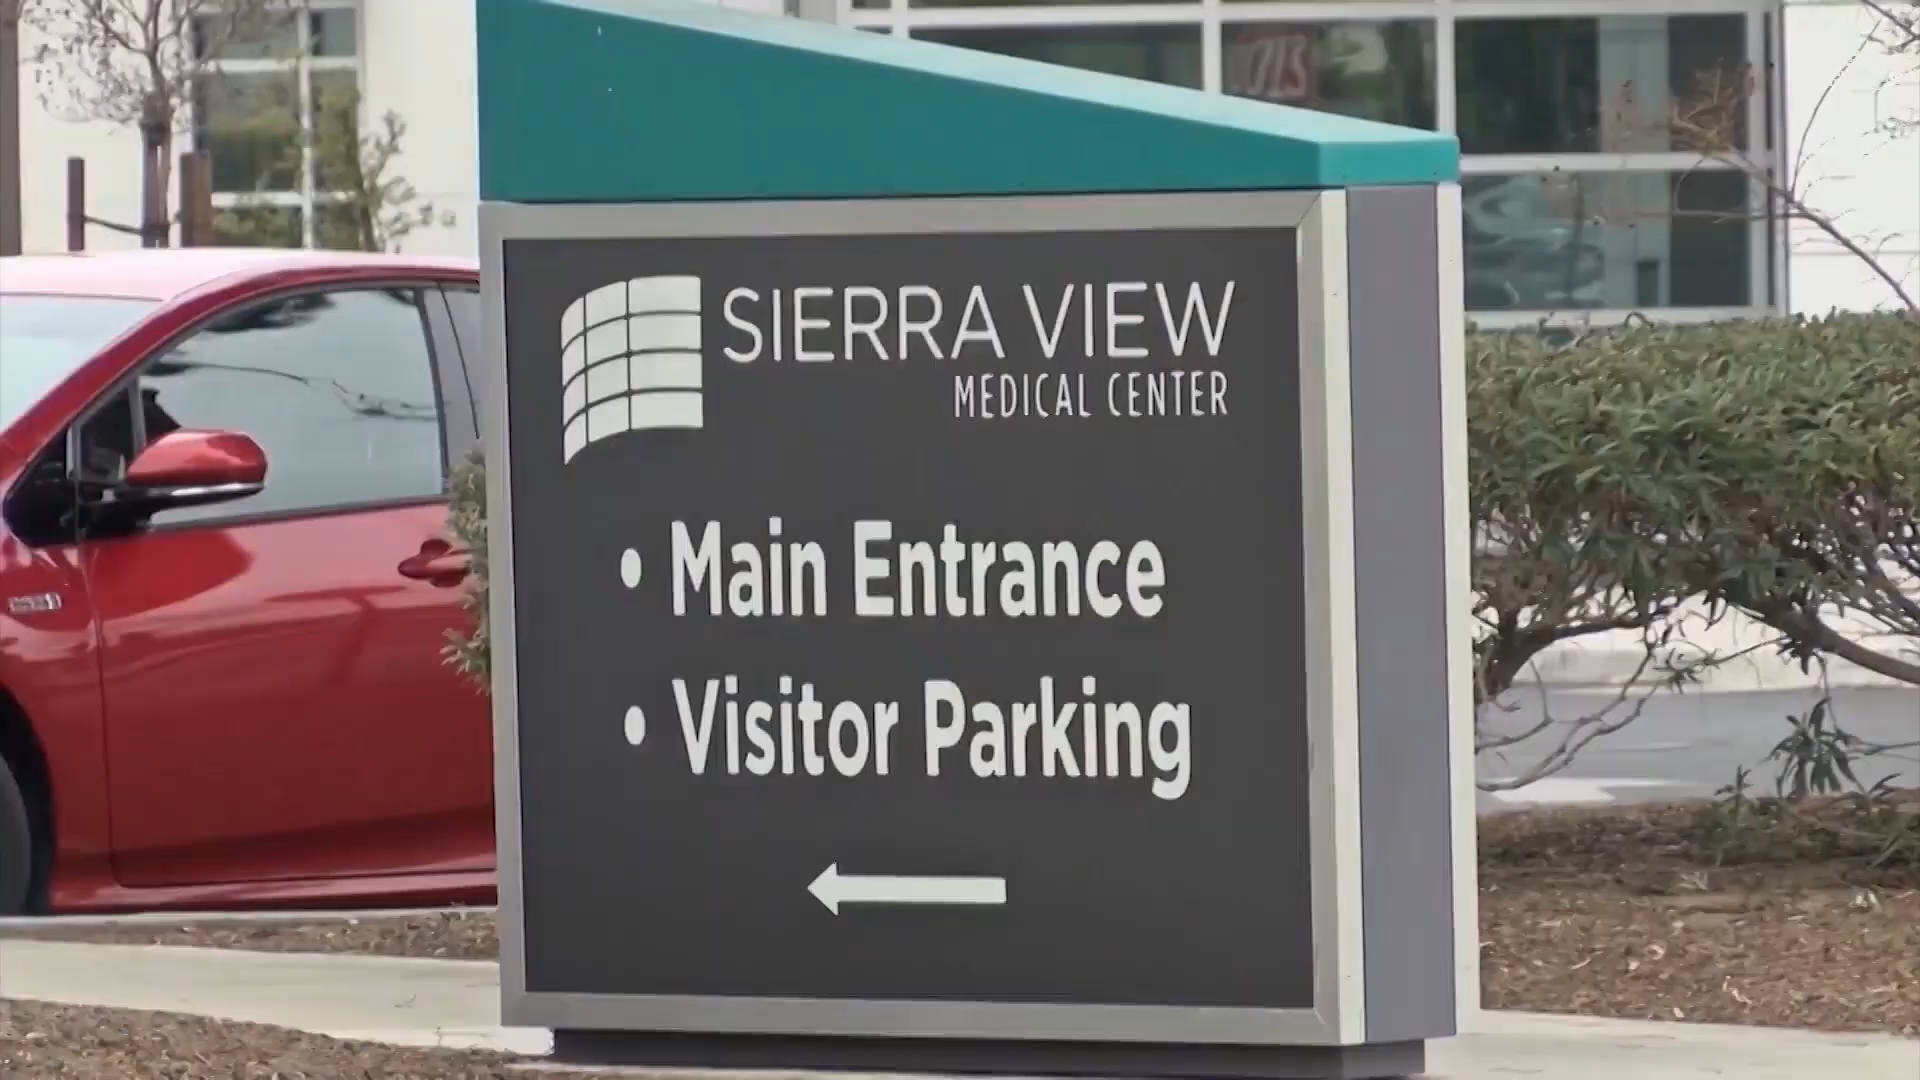 SIERRA VIEW
MEDICAL CENTER
• Main Entrance
• Visitor Parking